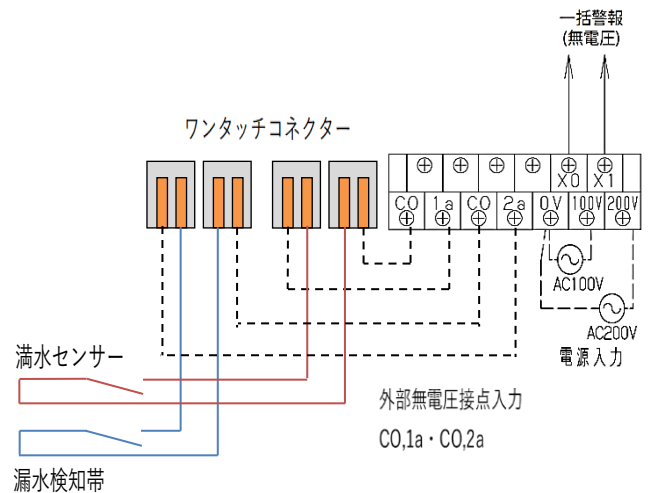 一括警報
(無電圧)
ワンタッチコネクター
X0 X1
CO 1a CO 2a 0V 100V 200V
AC100V
AC200V
電源入力
満水センサー
外部無電圧接点入力
CO,1a・CO,2a
漏水検知帯